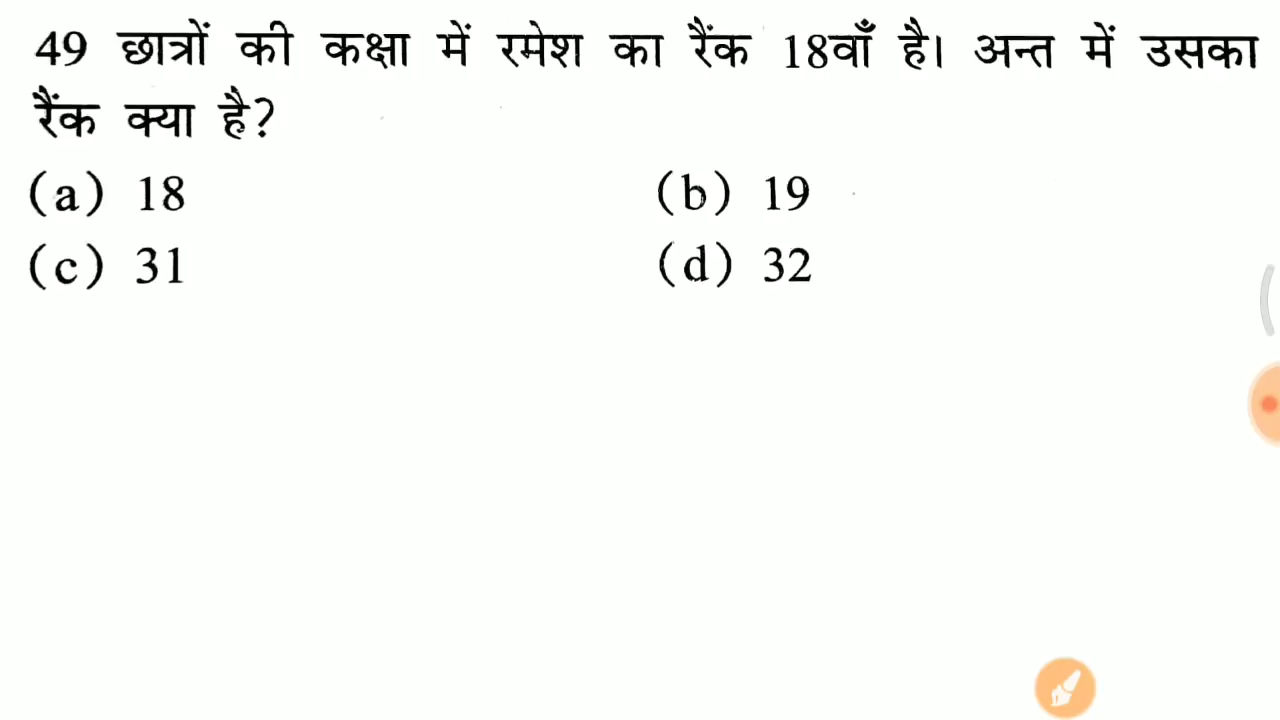 49 छात्रों की कक्षा में रमेश का रैंक 18वाँ है। अन्त में उसका
रैंक क्या है?
(a) 18 (b) 19
(c) 31 (d) 32